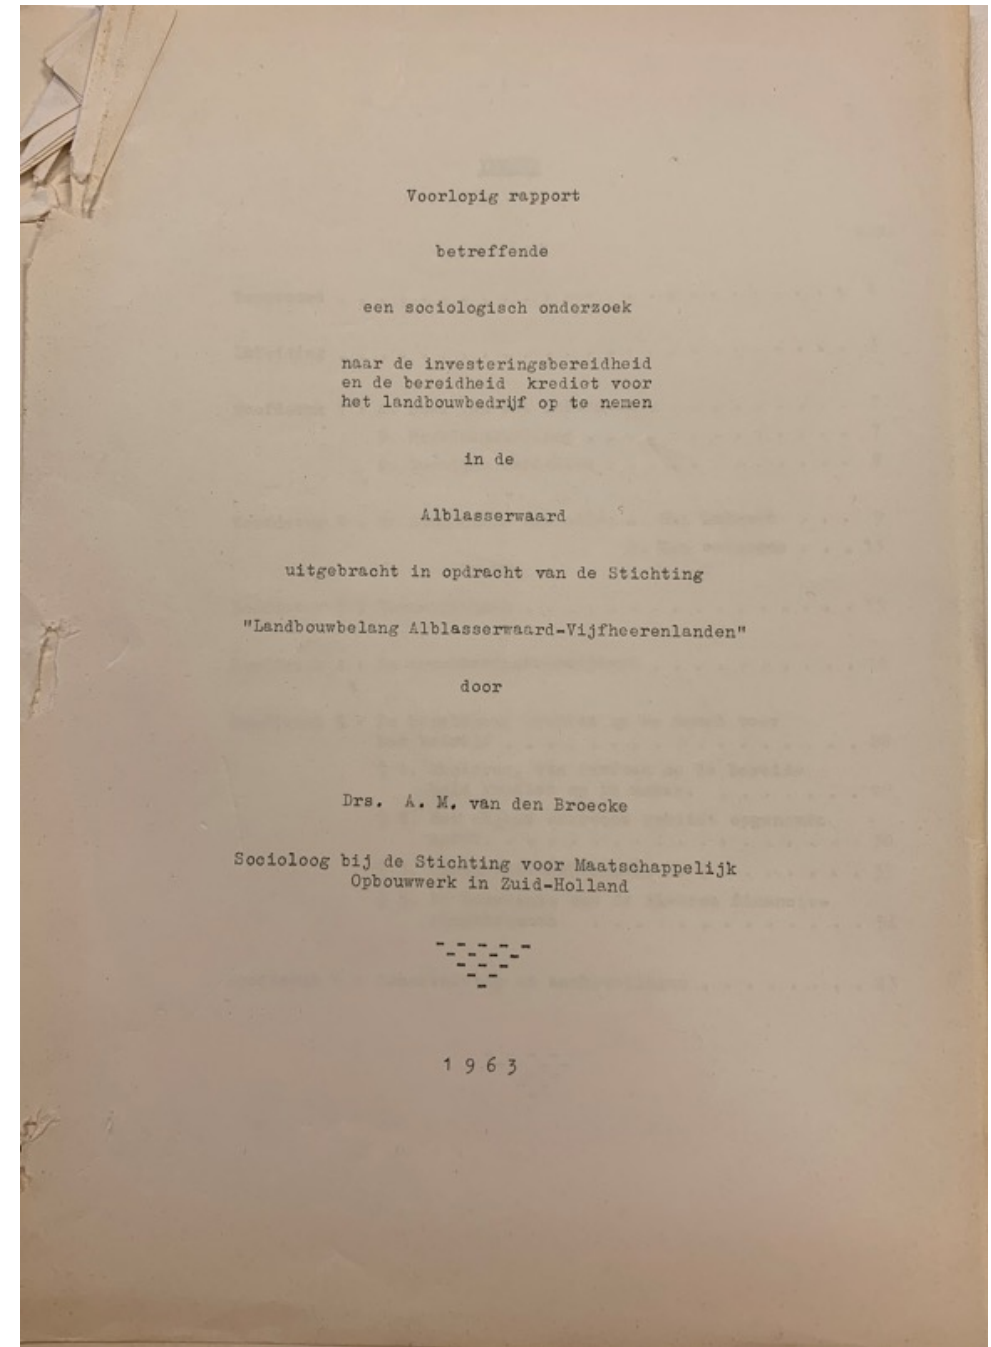 Voorlopig rapport
betreffende
een sociologisch onderzoek
naar de investeringsbereidheid
en de bereidheid krediet voor
het landbouwbedrijf op te nemen
in de
Alblasserwaard
uitgebracht in opdracht van de Stichting
"Landbouwbelang Alblasserwaard-Vijfheerenlanden"
door
Drs. A. M. van den Broecke
Socioloog bij de Stichting voor Maatschappelijk
Opbouwwerk in Zuid-Holland
1 9 6 3